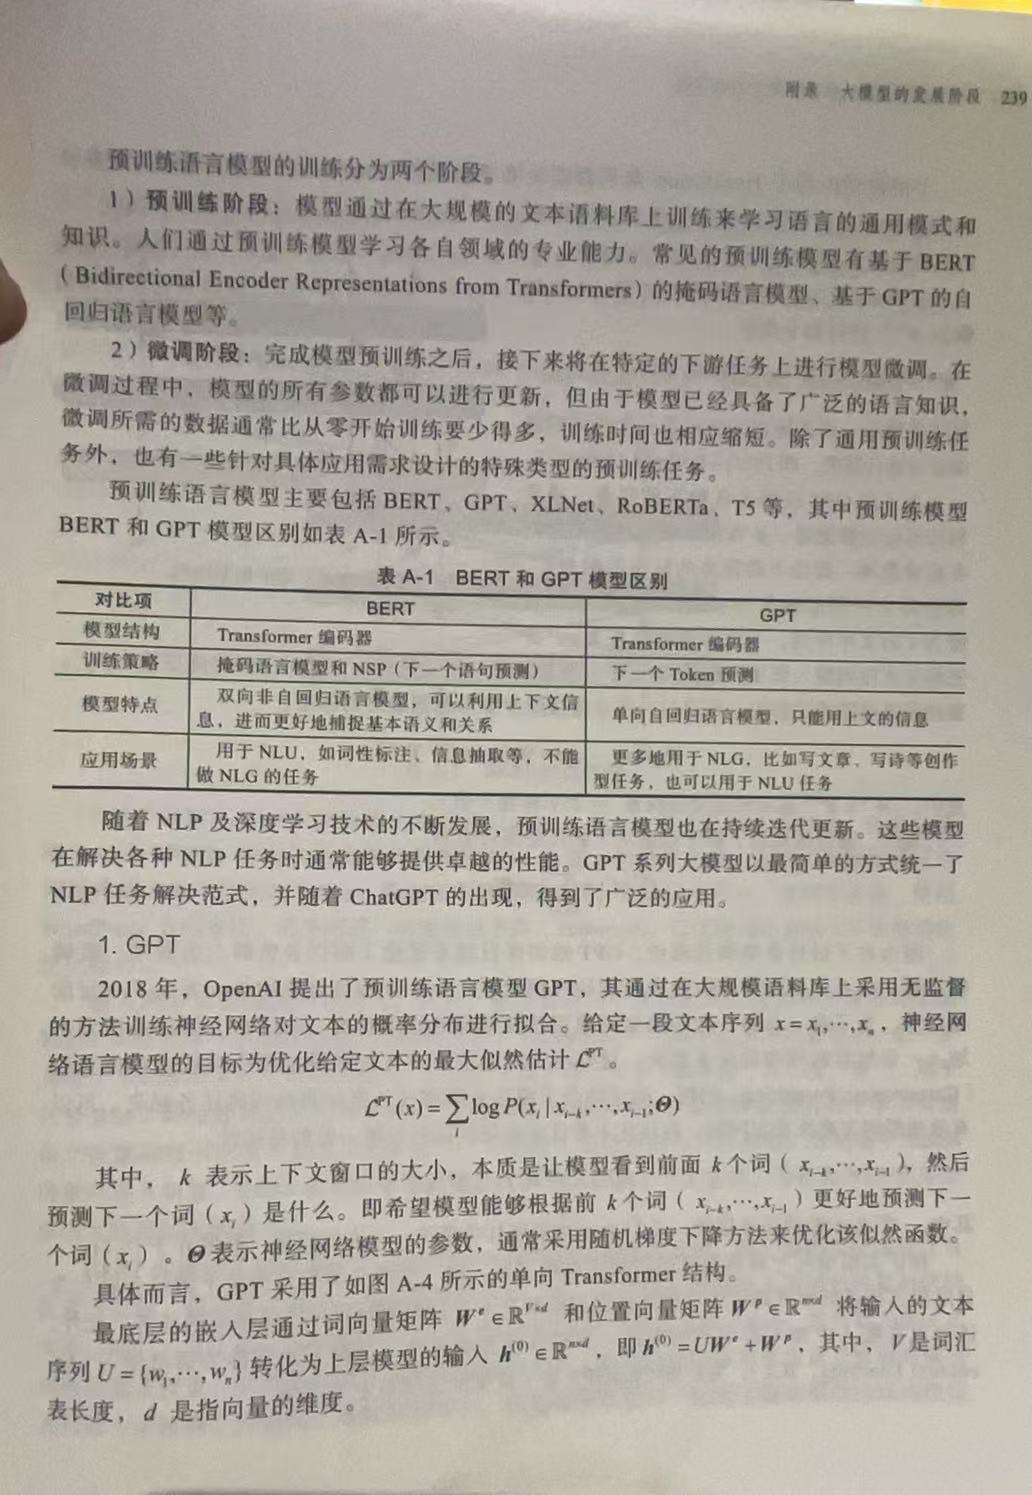 附录 大模型的发展阶段 239
预训练语言模型的训练分为两个阶段。
1）预训练阶段：模型通过在大规模的文本语料库上训练来学习语言的通用模式和
知识。人们通过预训练模型学习各自领域的专业能力。常见的预训练模型有基于 BERT
（Bidirectional Encoder Representations from Transformers）的掩码语言模型、基于 GPT 的自
回归语言模型等。
2）微调阶段：完成模型预训练之后，接下来将在特定的下游任务上进行模型微调。在
微调过程中，模型的所有参数都可以进行更新，但由于模型已经具备了广泛的语言知识，
微调所需的数据通常比从零开始训练要少得多，训练时间也相应缩短。除了通用预训练任
务外，也有一些针对具体应用需求设计的特殊类型的预训练任务。
预训练语言模型主要包括 BERT、GPT、XLNet、RoBERTa、T5 等，其中预训练模型
BERT 和 GPT 模型区别如表 A-1 所示。
表 A-1 BERT 和 GPT 模型区别
对比项 BERT GPT
模型结构 Transformer 编码器 Transformer 编码器
训练策略 掩码语言模型和 NSP（下一个语句预测） 下一个 Token 预测
模型特点 双向非自回归语言模型，可以利用上下文信
息，进而更好地捕捉基本语义和关系 单向自回归语言模型，只能用上文的信息
应用场景 用于 NLU，如词性标注、信息抽取等，不能
做 NLG 的任务 更多地用于 NLG，比如写文章、写诗等创作
型任务，也可以用于 NLU 任务
随着 NLP 及深度学习技术的不断发展，预训练语言模型也在持续迭代更新。这些模型
在解决各种 NLP 任务时通常能够提供卓越的性能。GPT 系列大模型以最简单的方式统一了
NLP 任务解决范式，并随着 ChatGPT 的出现，得到了广泛的应用。
1. GPT
2018 年，OpenAI 提出了预训练语言模型 GPT，其通过在大规模语料库上采用无监督
的方法训练神经网络对文本的概率分布进行拟合。给定一段文本序列 x=x₁,⋯,xₙ，神经网
络语言模型的目标为优化给定文本的最大似然估计 ℒᴾᵀ。
ℒᴾᵀ(x)=∑_i log P(x_i | x_{i-k},⋯,x_{i-1};Θ)
其中， k 表示上下文窗口的大小，本质是让模型看到前面 k 个词（ x_{i-k},⋯,x_{i-1} ），然后
预测下一个词（ x_i ）是什么。即希望模型能够根据前 k 个词（ x_{i-k},⋯,x_{i-1} ）更好地预测下一
个词（ x_i ）。Θ 表示神经网络模型的参数，通常采用随机梯度下降方法来优化该似然函数。
具体而言，GPT 采用了如图 A-4 所示的单向 Transformer 结构。
最底层的嵌入层通过词向量矩阵 W^e∈ℝ^{V×d} 和位置向量矩阵 W^p∈ℝ^{n×d} 将输入的文本
序列 U={w₁,⋯,wₙ} 转化为上层模型的输入 h^{(0)}∈ℝ^{n×d}，即 h^{(0)}=UW^e+W^p，其中， V 是词汇
表长度， d 是指向量的维度。